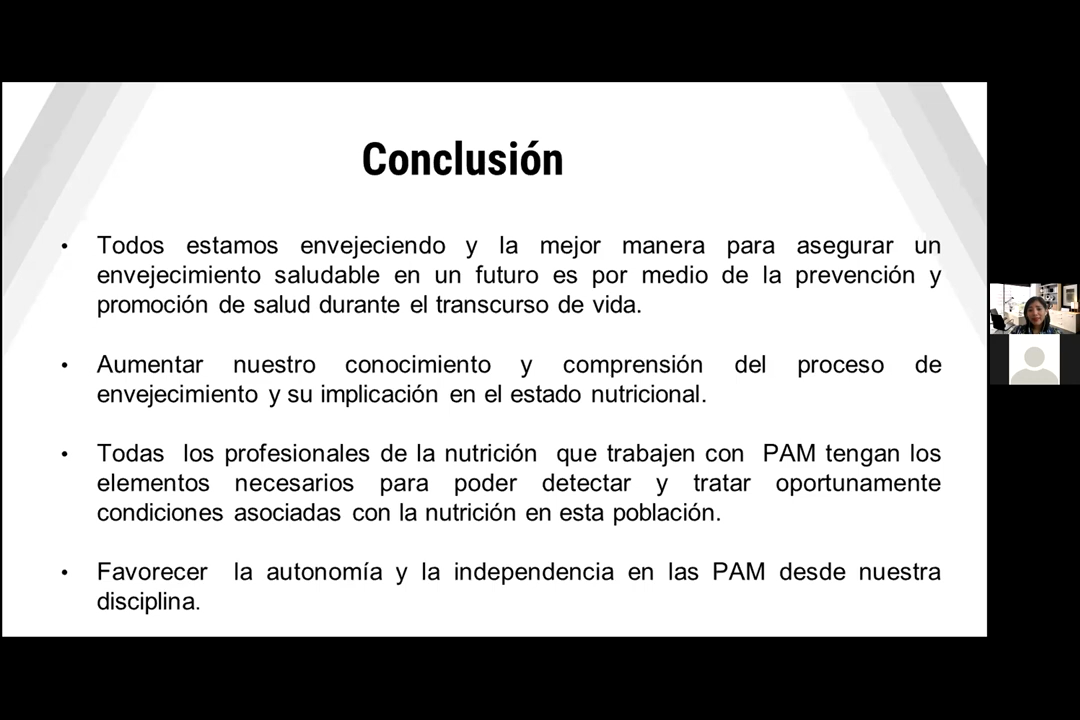 Conclusión
• Todos estamos envejeciendo y la mejor manera para asegurar un
envejecimiento saludable en un futuro es por medio de la prevención y
promoción de salud durante el transcurso de vida.
• Aumentar nuestro conocimiento y comprensión del proceso de
envejecimiento y su implicación en el estado nutricional.
• Todas los profesionales de la nutrición que trabajen con PAM tengan los
elementos necesarios para poder detectar y tratar oportunamente
condiciones asociadas con la nutrición en esta población.
• Favorecer la autonomía y la independencia en las PAM desde nuestra
disciplina.